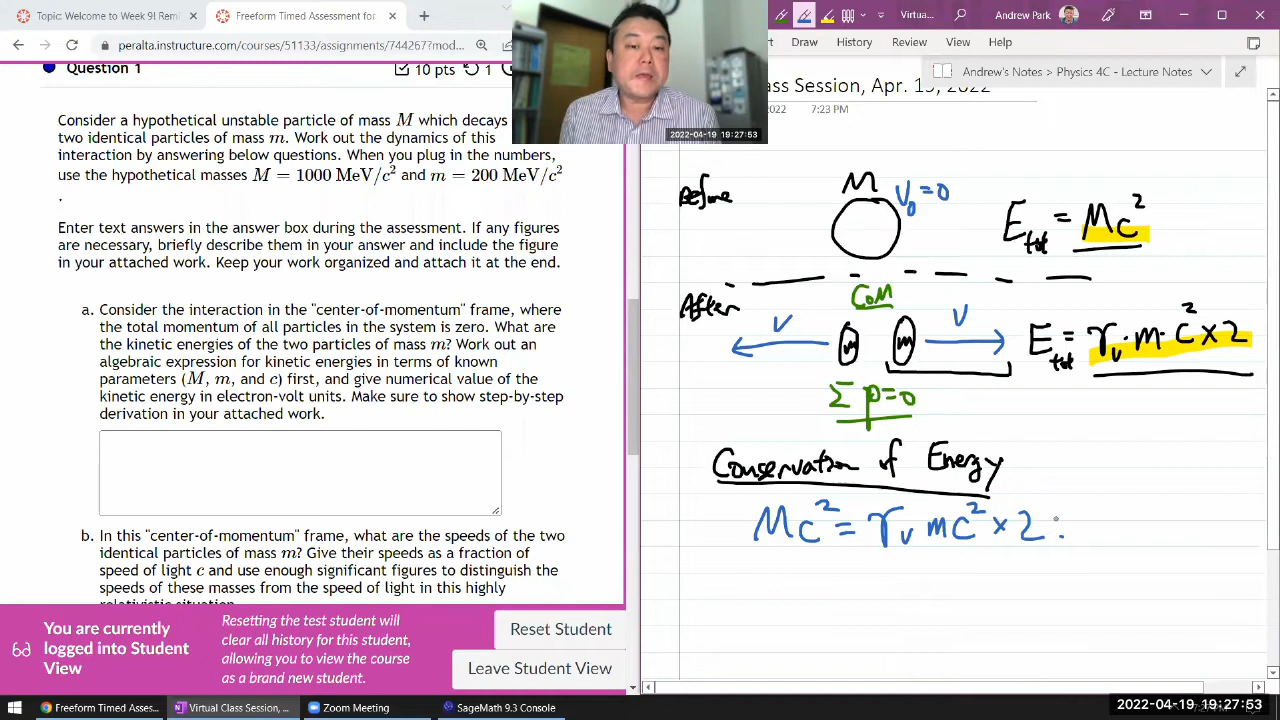 Topic: Welcome to Week 9! Remi
Freeform Timed Assessment for
peralta.instructure.com/courses/51133/assignments/744267?mod...
Andrew Park
Draw
History
Review
View
Andrew's Notes > Physics 4C - Lecture Notes
ass Session, Apr. 19, 2022
2022
7:23 PM
2022-04-19 19:27:53
Question 1
10 pts
1
Consider a hypothetical unstable particle of mass M which decays
two identical particles of mass m. Work out the dynamics of this
interaction by answering below questions. When you plug in the numbers,
use the hypothetical masses M = 1000 MeV/c² and m = 200 MeV/c²
.
Enter text answers in the answer box during the assessment. If any figures
are necessary, briefly describe them in your answer and include the figure
in your attached work. Keep your work organized and attach it at the end.
a. Consider the interaction in the "center-of-momentum" frame, where
the total momentum of all particles in the system is zero. What are
the kinetic energies of the two particles of mass m? Work out an
algebraic expression for kinetic energies in terms of known
parameters (M, m, and c) first, and give numerical value of the
kinetic energy in electron-volt units. Make sure to show step-by-step
derivation in your attached work.
b. In this "center-of-momentum" frame, what are the speeds of the two
identical particles of mass m? Give their speeds as a fraction of
speed of light c and use enough significant figures to distinguish the
speeds of these masses from the speed of light in this highly
relativistic situation.
You are currently
logged into Student
View
Resetting the test student will
clear all history for this student,
allowing you to view the course
as a brand new student.
Reset Student
Leave Student View
Before
M
V₀ = 0
E_tot = Mc²
After
CoM
V
m
m
V
E_tot = γᵥ·m·c² × 2
Σ p = 0
Conservation of Energy
Mc² = γᵥ mc² × 2 .
Freeform Timed Asses...
Virtual Class Session, ...
Zoom Meeting
SageMath 9.3 Console
2022-04-19 19:27:53